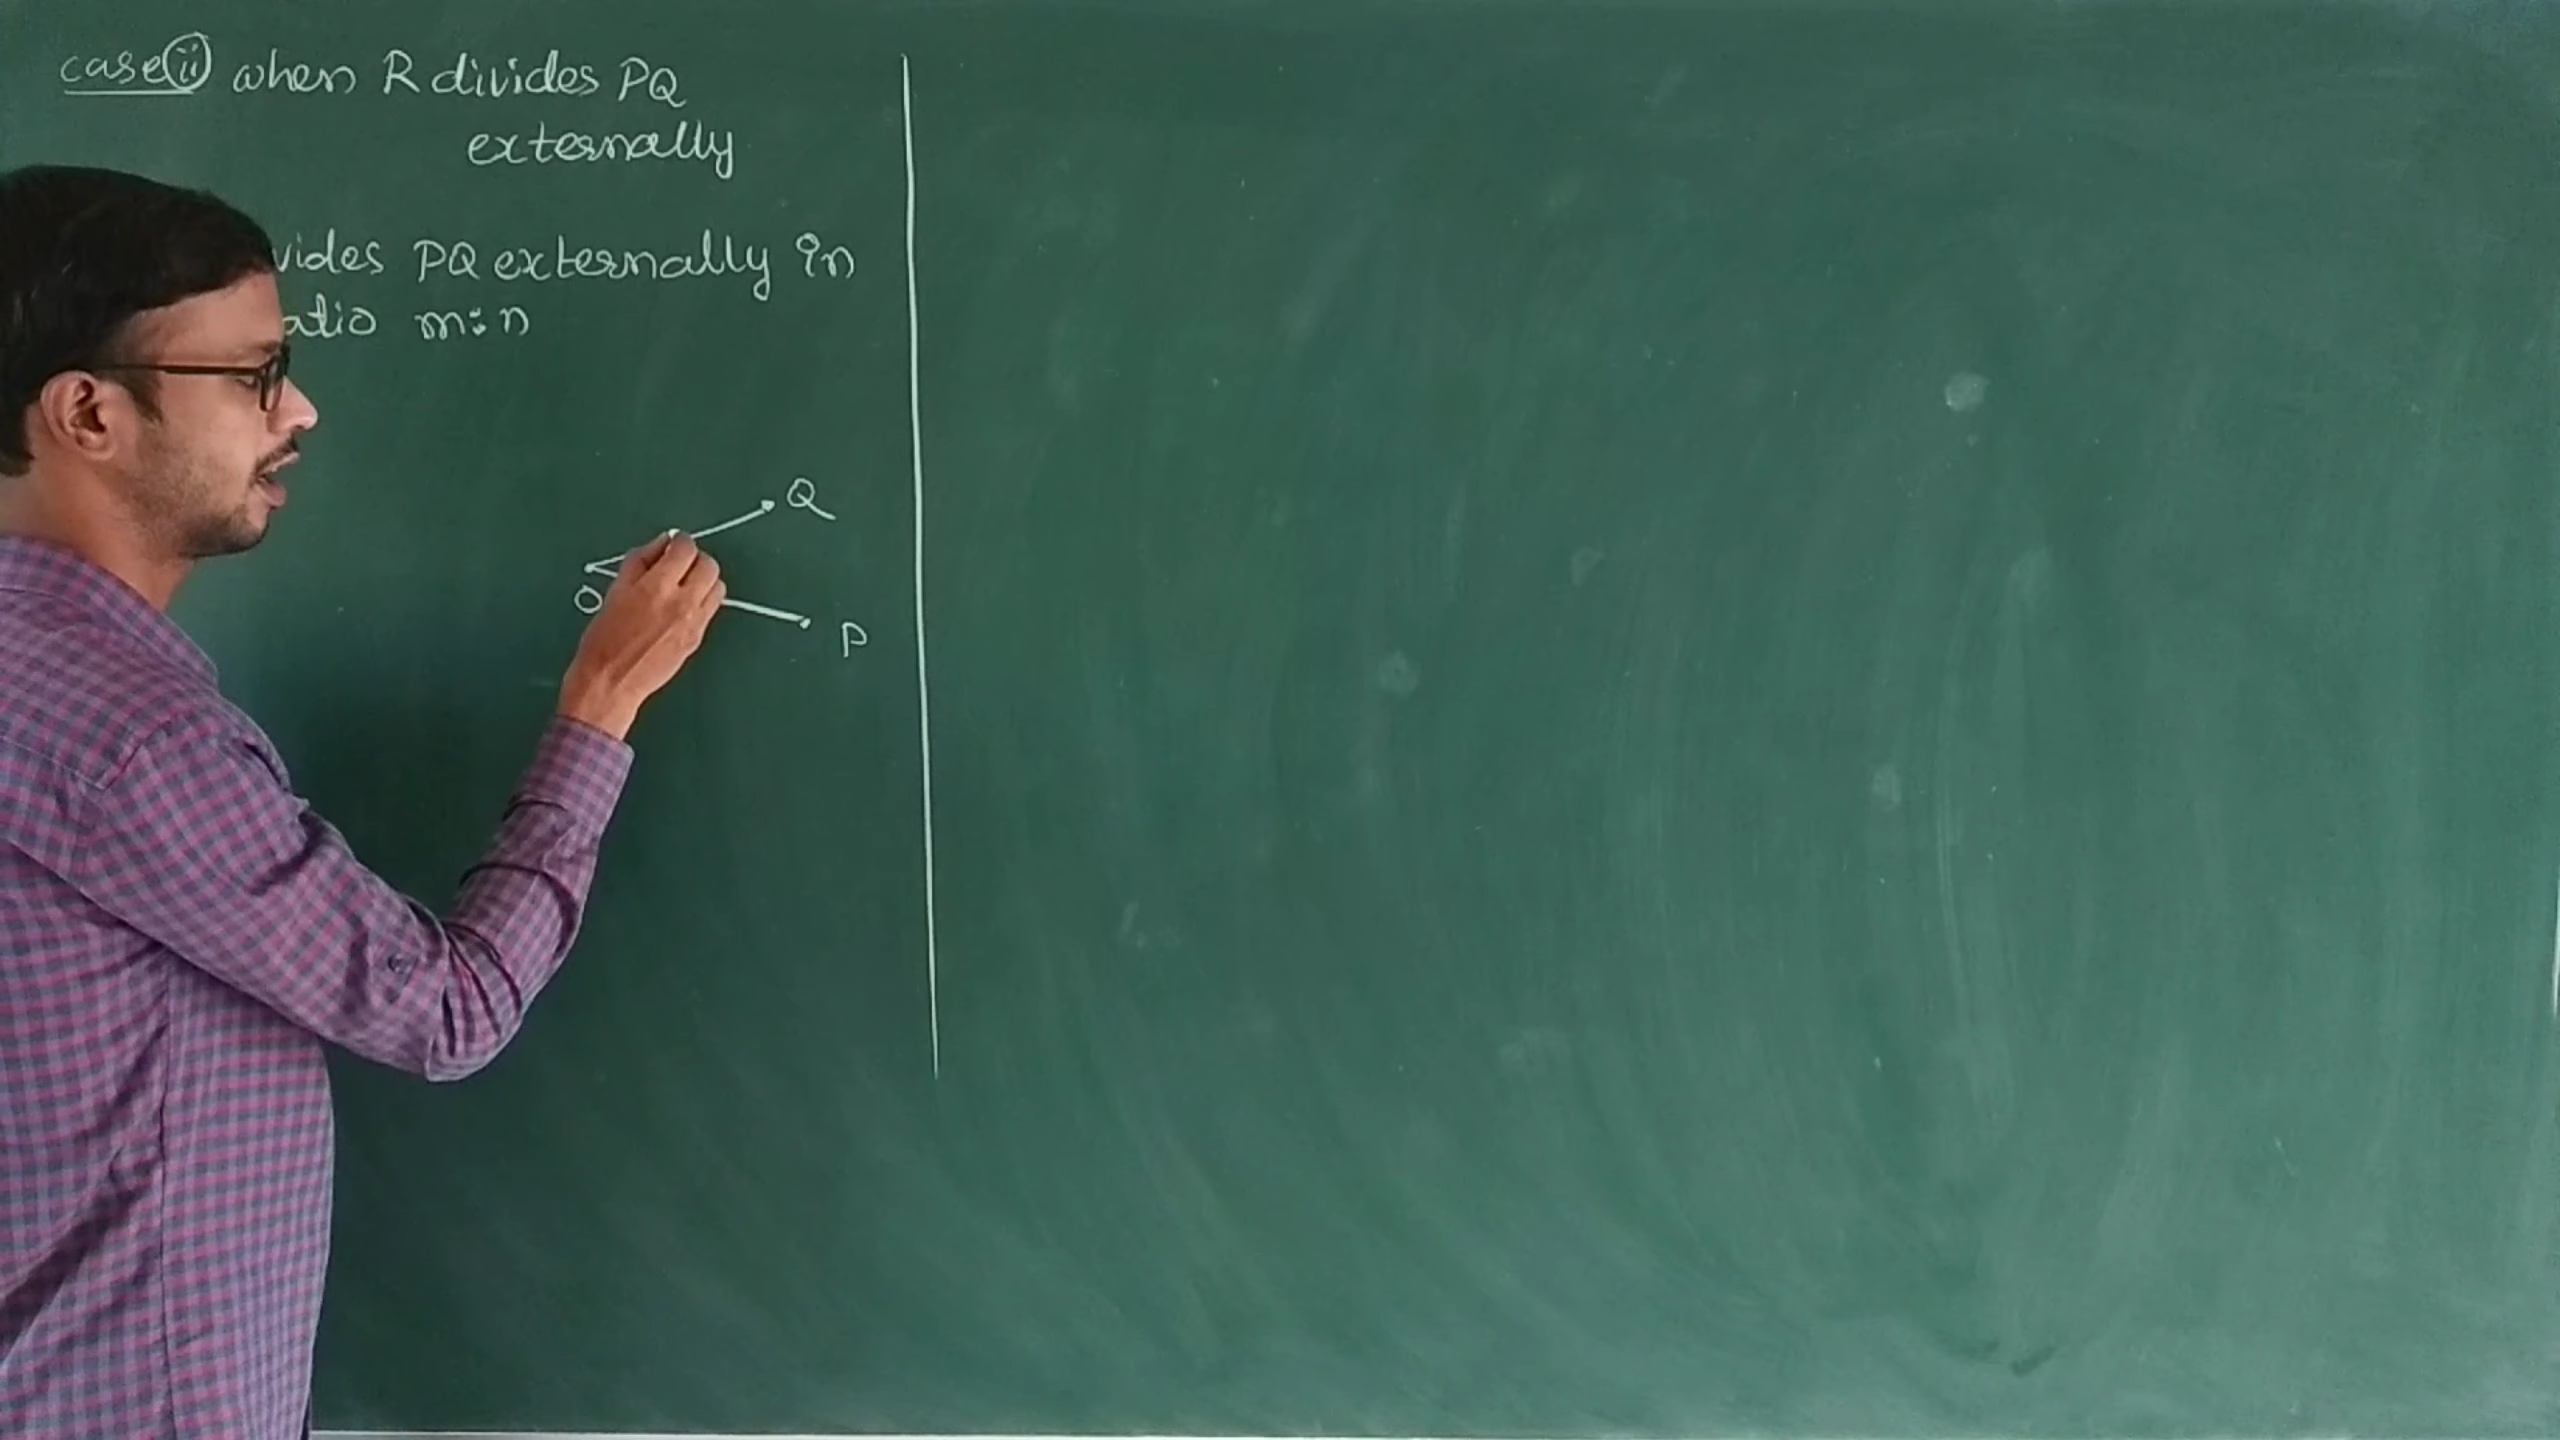 case ii when R divides PQ
externally
vides PQ externally in
atio m:n
Q
O
P